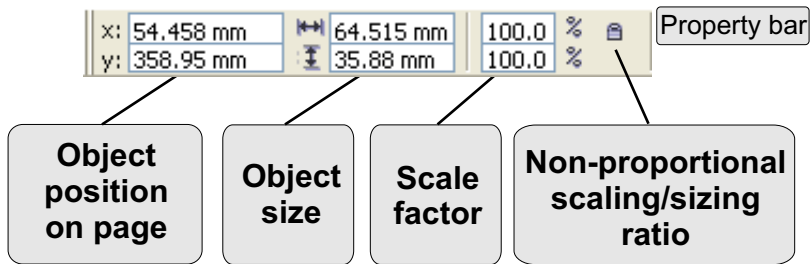 x: 54.458 mm 64.515 mm 100.0 %
y: 358.95 mm 35.88 mm 100.0 %
Property bar
Object
position
on page
Object
size
Scale
factor
Non-proportional
scaling/sizing
ratio